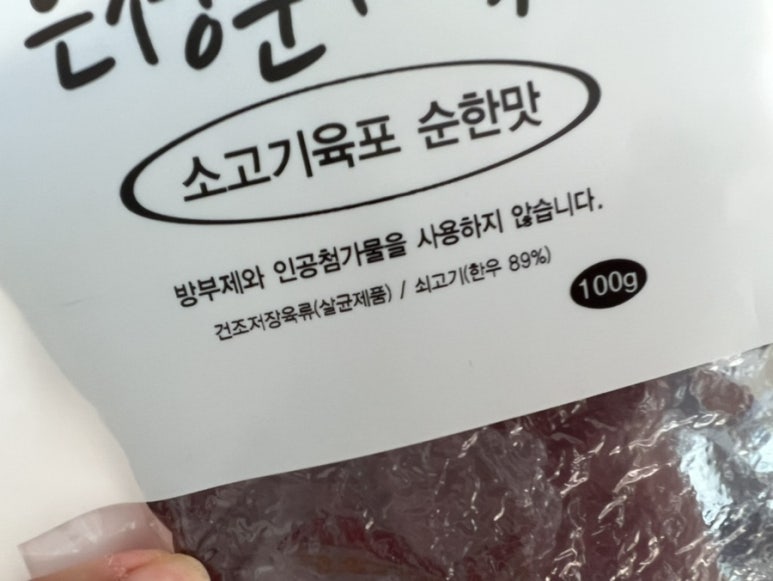 소고기육포 순한맛
방부제와 인공첨가물을 사용하지 않습니다.
건조저장육류(살균제품) / 쇠고기(한우 89%)
100g